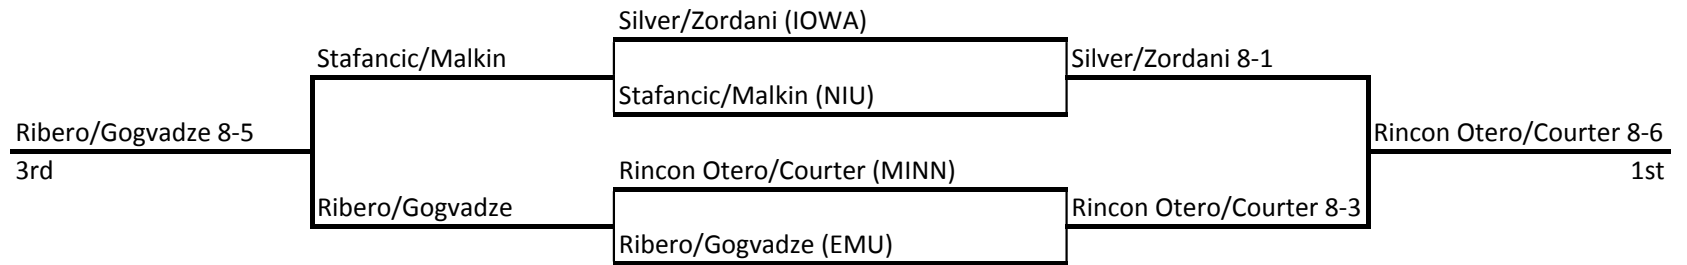 Silver/Zordani (IOWA)
Stafancic/Malkin
Silver/Zordani 8-1
Stafancic/Malkin (NIU)
Ribero/Gogvadze 8-5
Rincon Otero/Courter 8-6
3rd
Rincon Otero/Courter (MINN)
1st
Ribero/Gogvadze
Rincon Otero/Courter 8-3
Ribero/Gogvadze (EMU)